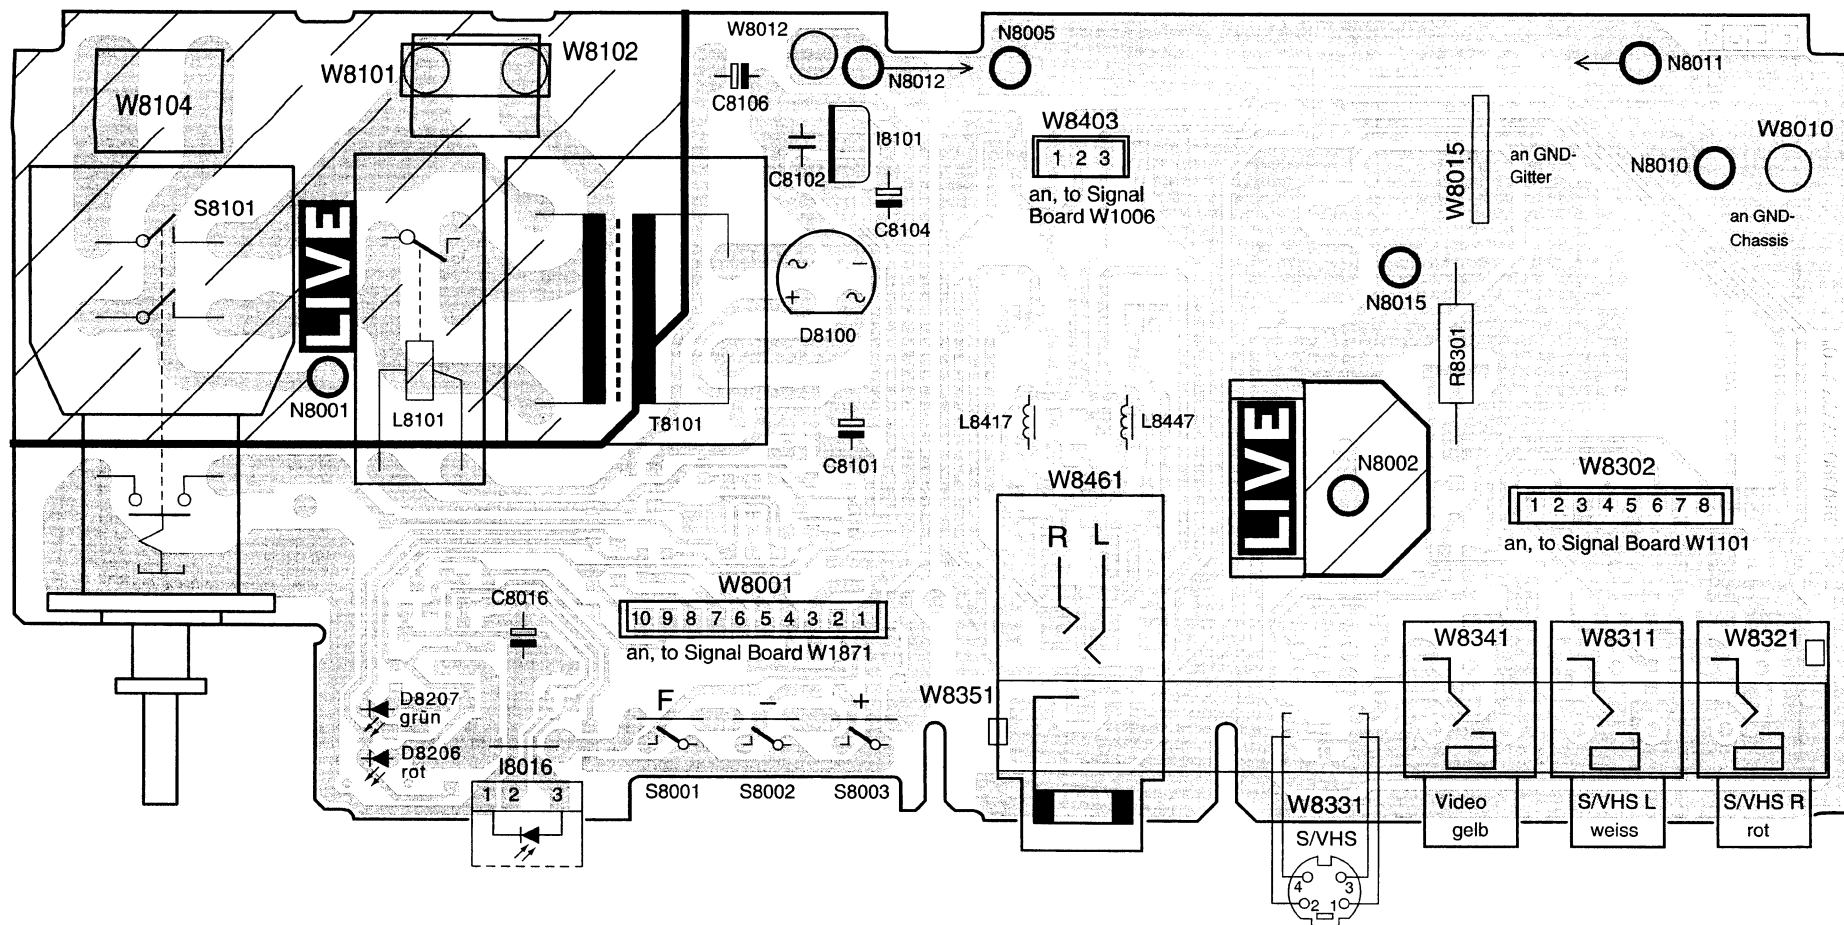 W8012
N8005
W8102
W8101
N8012
N8011
W8104
C8106
W8403
I8101
1 2 3
W8015
an GND-
Gitter
W8010
N8010
C8102
an, to Signal
Board W1006
S8101
LIVE
C8104
an GND-
Chassis
N8015
D8100
R8301
N8001
L8101
T8101
L8417
L8447
C8101
LIVE
N8002
W8302
1 2 3 4 5 6 7 8
an, to Signal Board W1101
W8461
R L
W8001
10 9 8 7 6 5 4 3 2 1
an, to Signal Board W1871
C8016
W8341
W8311
W8321
D8207
grün
F - +
W8351
D8206
rot
I8016
1 2 3
S8001
S8002
S8003
W8331
S/VHS
Video
gelb
S/VHS L
weiss
S/VHS R
rot
4 3
2 1